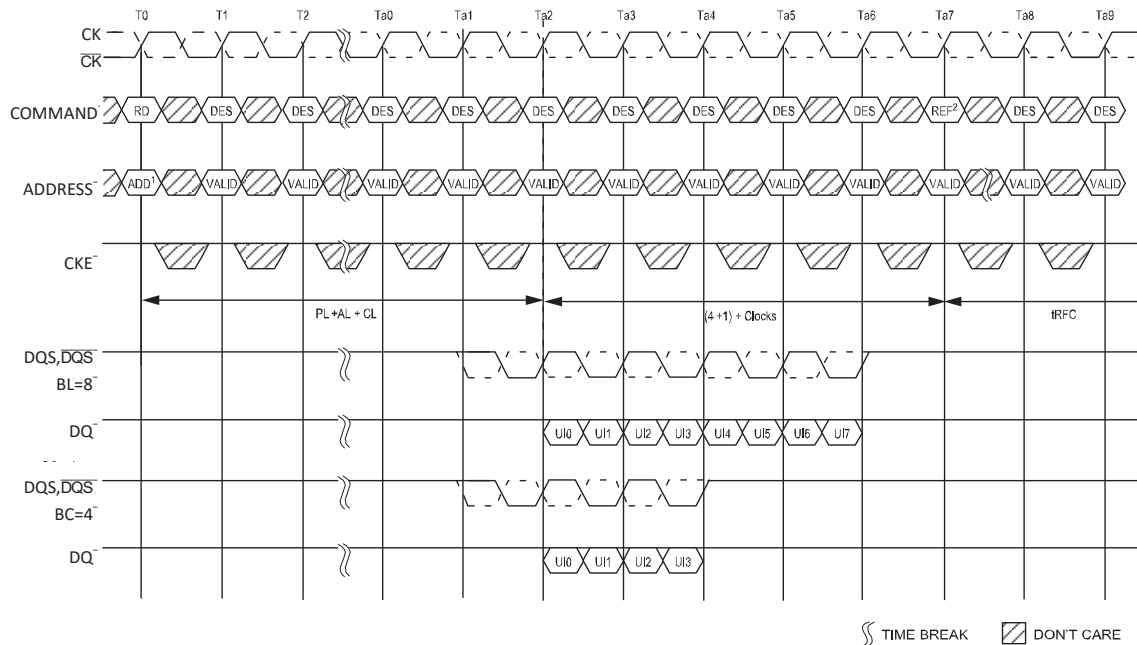 T0 T1 T2 Ta0 Ta1 Ta2 Ta3 Ta4 Ta5 Ta6 Ta7 Ta8 Ta9
CK
CK
COMMAND RD DES DES DES DES DES DES DES DES DES REF2 DES DES
ADDRESS ADD1 VALID VALID VALID VALID VALID VALID VALID VALID VALID VALID VALID VALID
CKE
PL +AL + CL (4 +1) + Clocks tRFC
DQS,DQS
BL=8
DQ UI0 UI1 UI2 UI3 UI4 UI5 UI6 UI7
DQS,DQS
BC=4
DQ UI0 UI1 UI2 UI3
TIME BREAK DON'T CARE